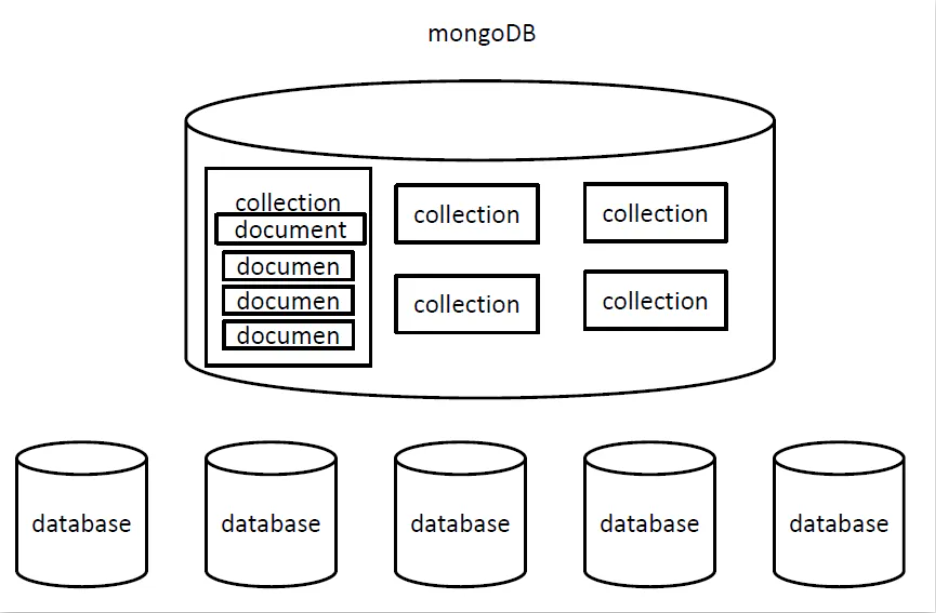 mongoDB
collection
document
documen
documen
documen
collection
collection
collection
collection
database
database
database
database
database